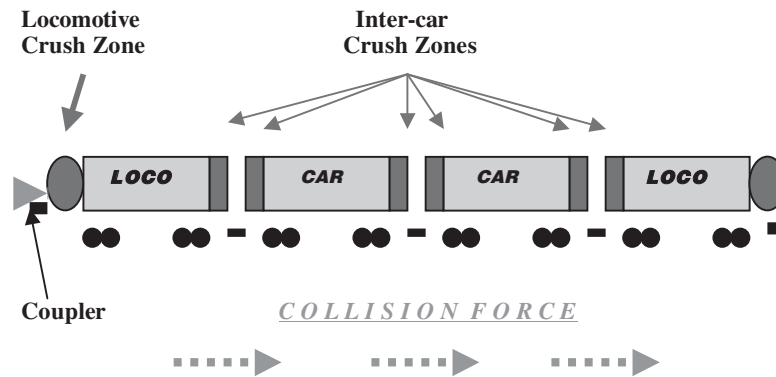 Locomotive
Crush Zone
Inter-car
Crush Zones
LOCO
CAR
CAR
LOCO
Coupler
COLLISION FORCE